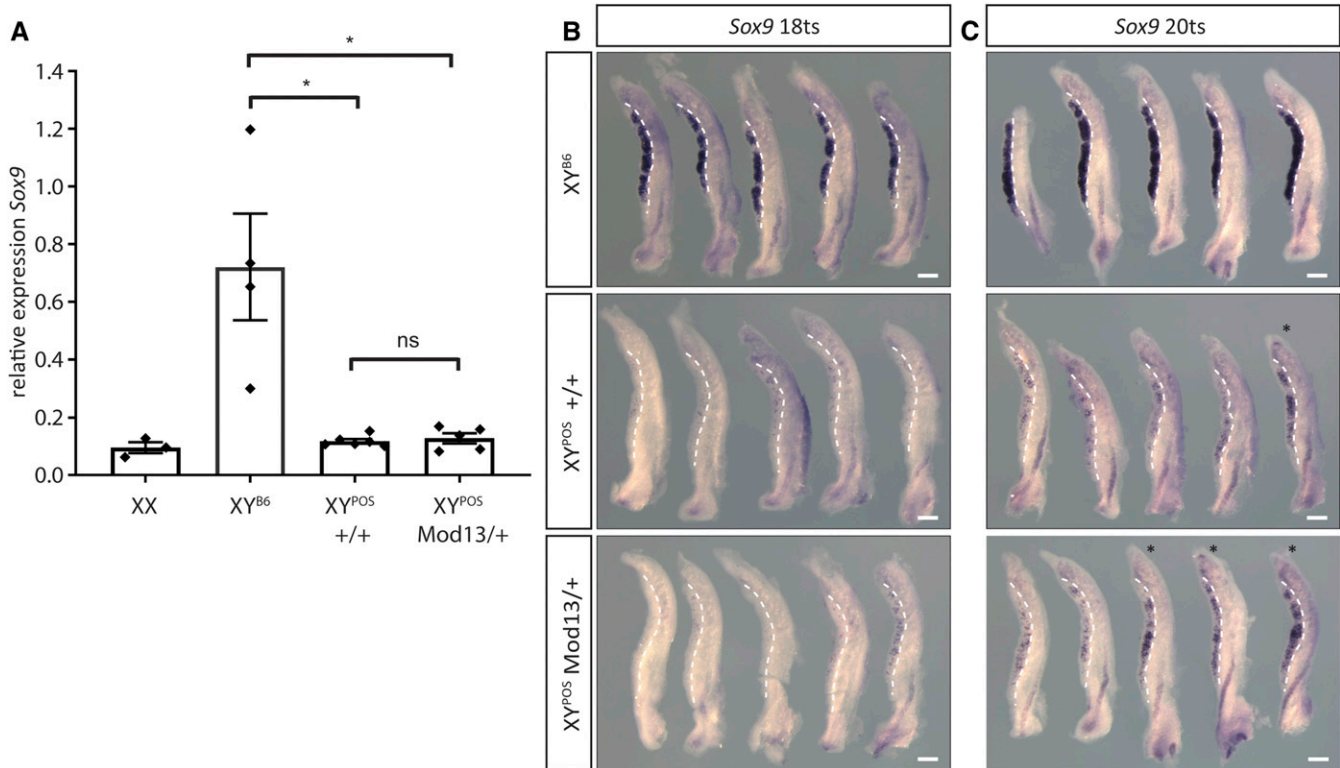 A
relative expression Sox9
1.4
1.2
1.0
0.8
0.6
0.4
0.2
0.0
*
*
ns
XX
XYB6
XYPOS
+/+
XYPOS
Mod13/+
B
Sox9 18ts
XYB6
XYPOS +/+
XYPOS Mod13/+
C
Sox9 20ts
*
* * *